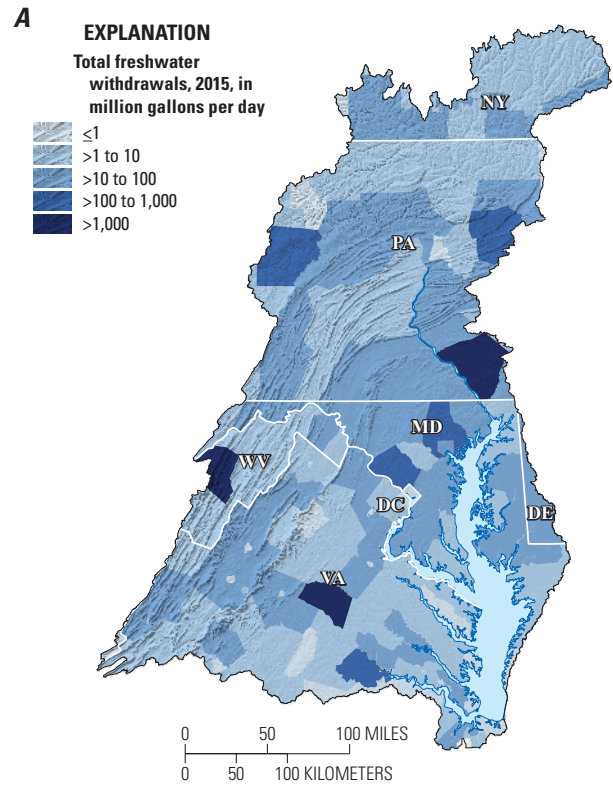 A
EXPLANATION
Total freshwater
withdrawals, 2015, in
million gallons per day
≤1
>1 to 10
>10 to 100
>100 to 1,000
>1,000
NY
PA
MD
WV
DC
DE
VA
0 50 100 MILES
0 50 100 KILOMETERS